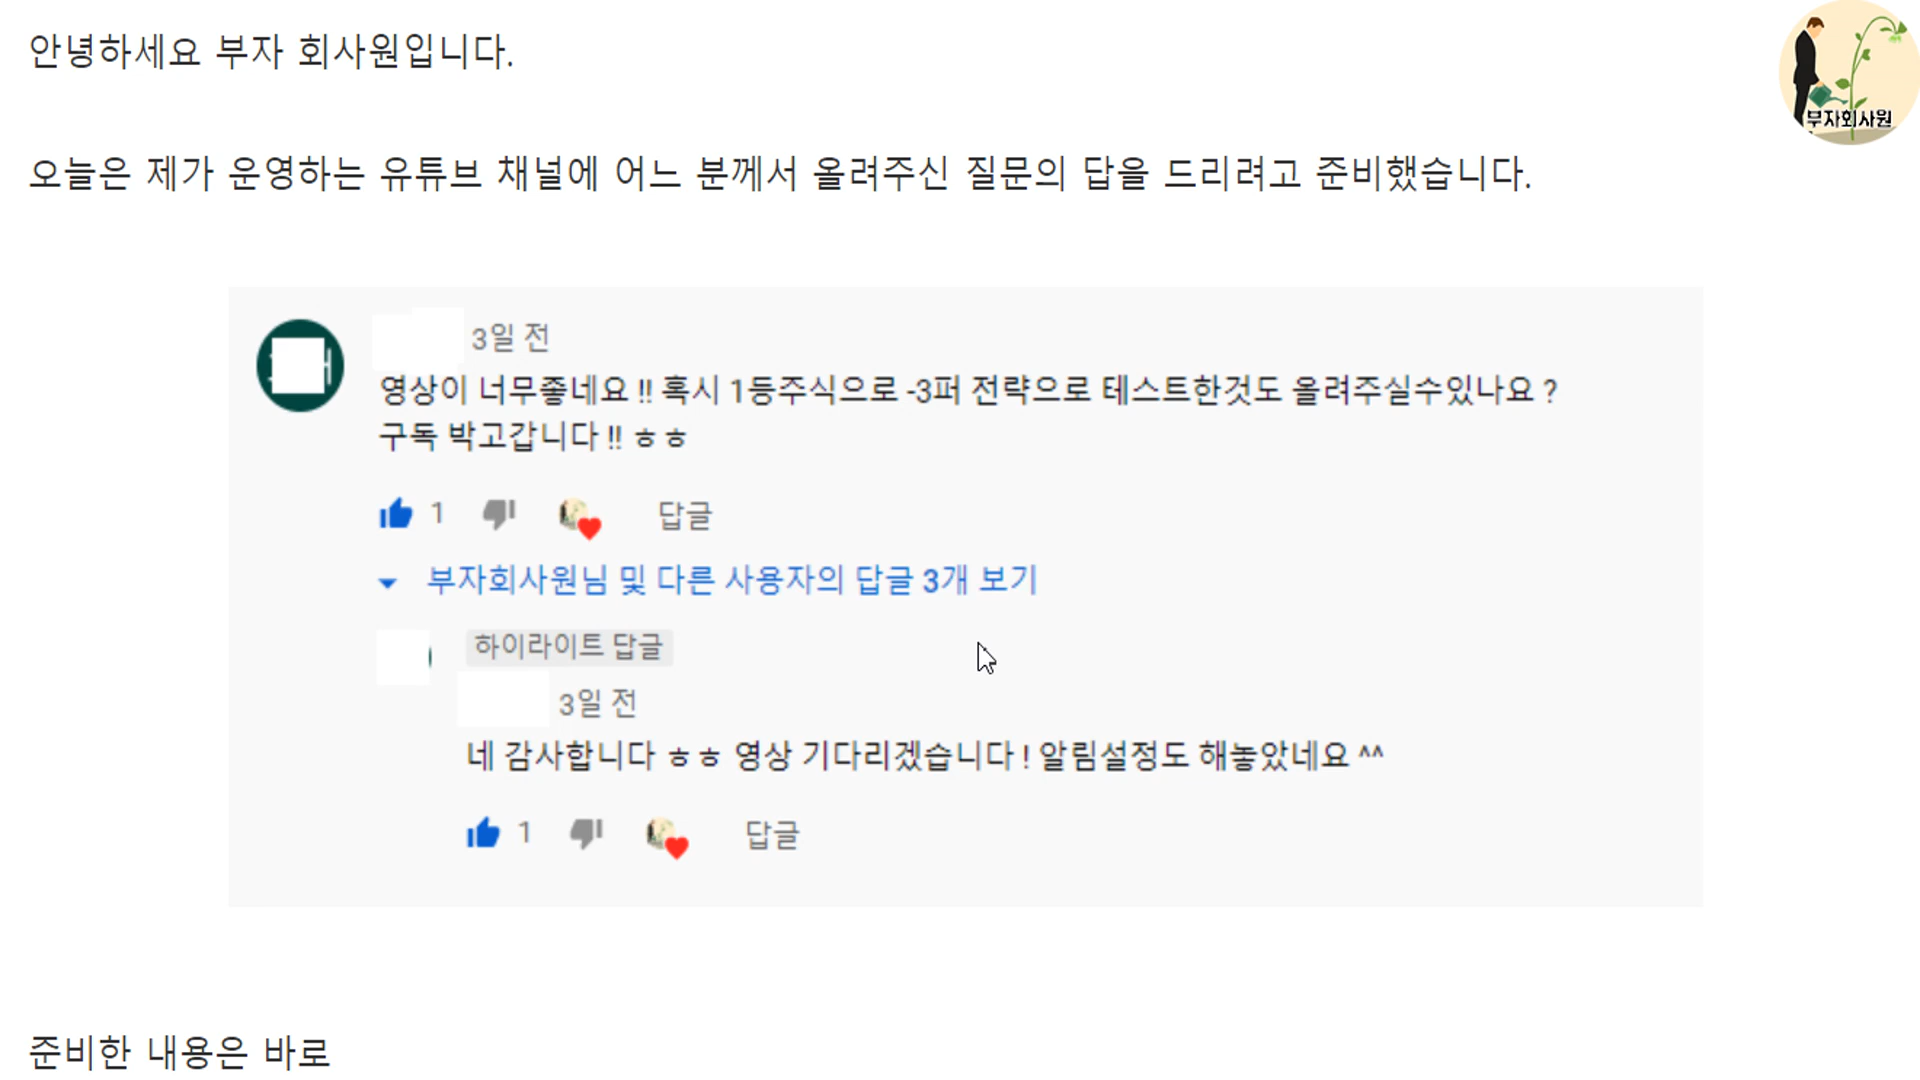 안녕하세요 부자 회사원입니다.
부자회사원
오늘은 제가 운영하는 유튜브 채널에 어느 분께서 올려주신 질문의 답을 드리려고 준비했습니다.
3일 전
영상이 너무좋네요 !! 혹시 1등주식으로 -3퍼 전략으로 테스트한것도 올려주실수있나요 ?
구독 박고갑니다 !! ㅎㅎ
1 답글
부자회사원님 및 다른 사용자의 답글 3개 보기
하이라이트 답글
3일 전
네 감사합니다 ㅎㅎ 영상 기다리겠습니다 ! 알림설정도 해놓았네요 ^^
1 답글
준비한 내용은 바로